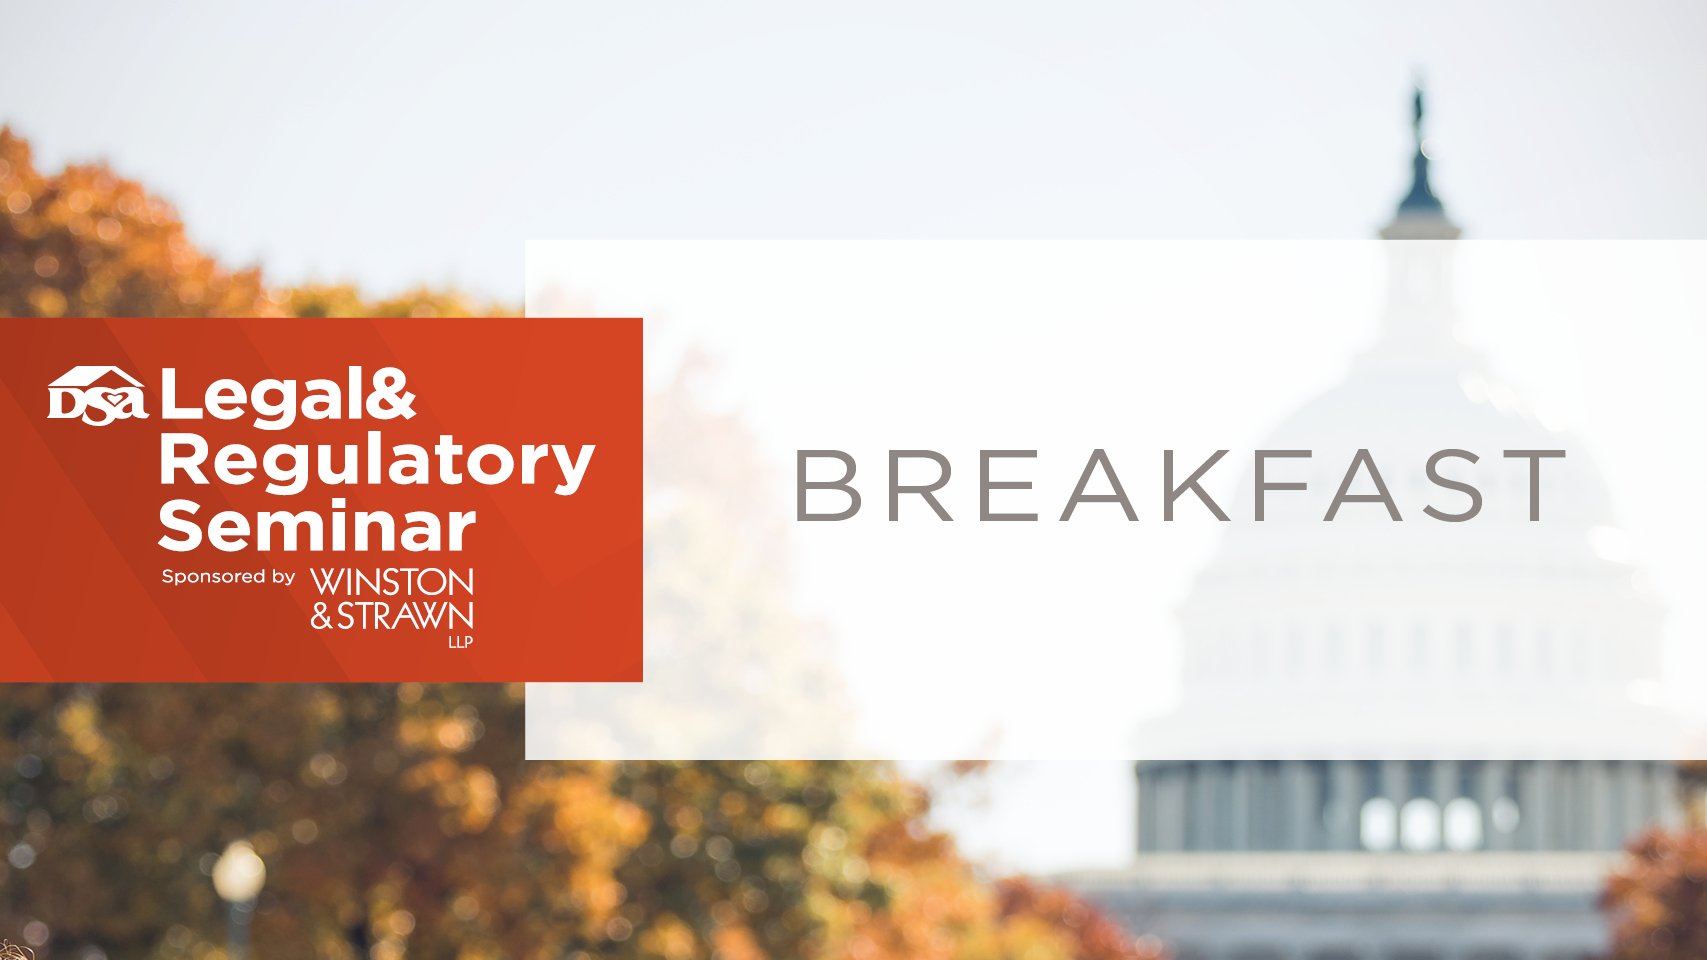 DSA Legal&
Regulatory
Seminar
Sponsored by WINSTON
& STRAWN
LLP
BREAKFAST